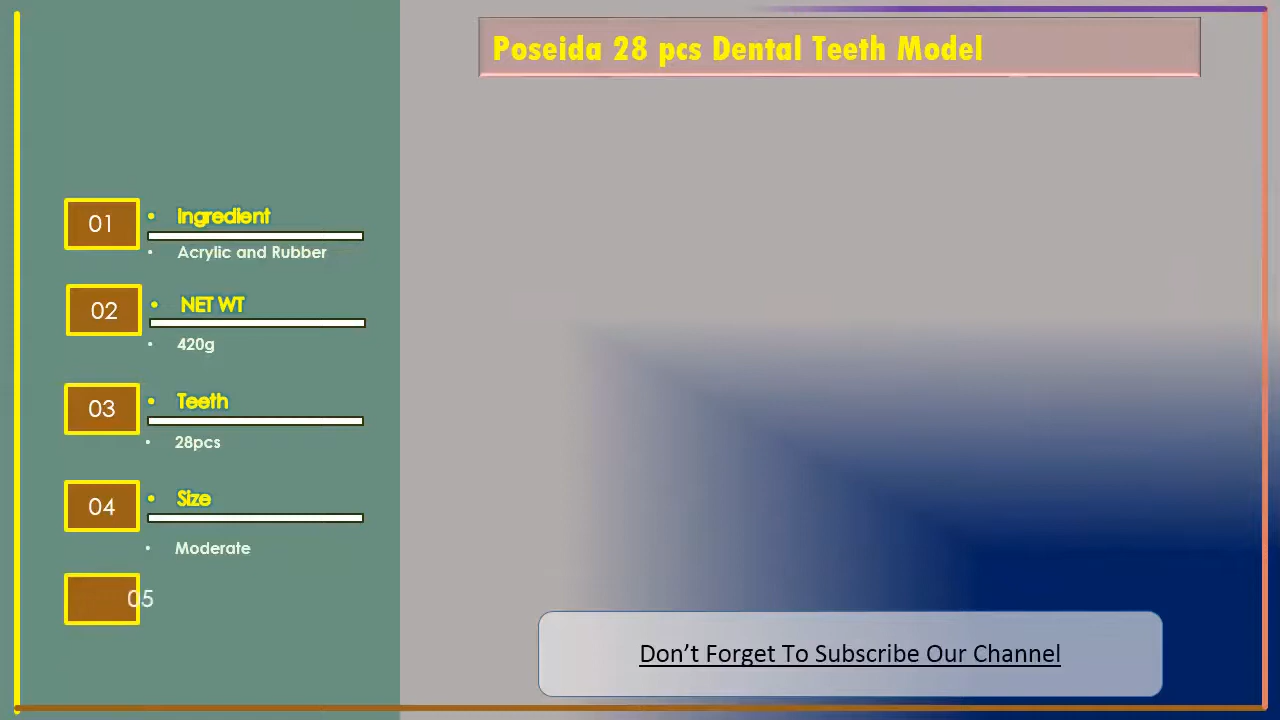 Poseida 28 pcs Dental Teeth Model
01
• Ingredient
• Acrylic and Rubber
02
• NET WT
• 420g
03
• Teeth
• 28pcs
04
• Size
• Moderate
05
Don’t Forget To Subscribe Our Channel